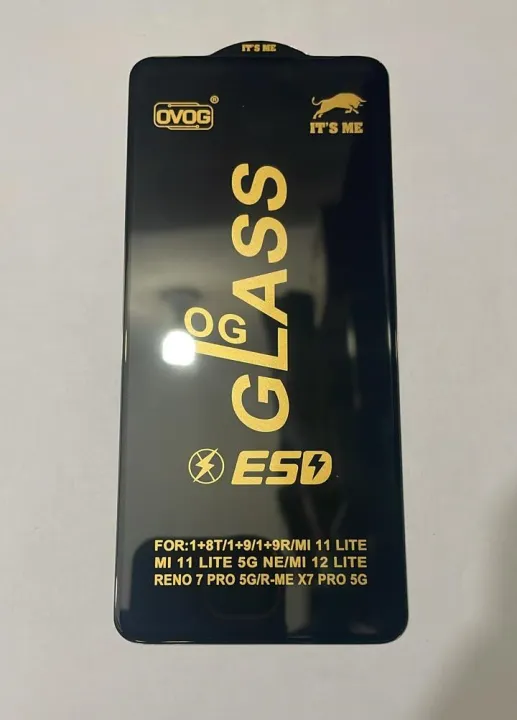 IT'S ME
OVOG®
IT'S ME
OG
GLASS
ESD
FOR:1+8T/1+9/1+9R/MI 11 LITE
MI 11 LITE 5G NE/MI 12 LITE
RENO 7 PRO 5G/R-ME X7 PRO 5G